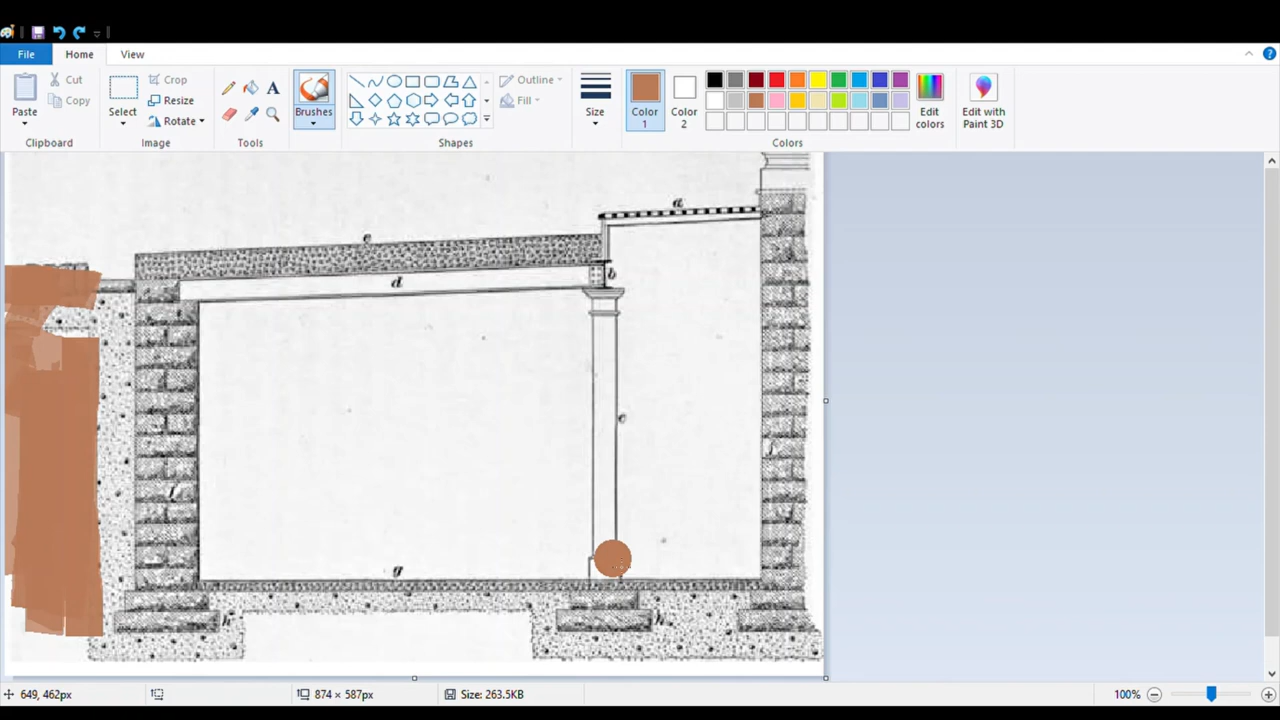 File Home View
Paste
Cut
Copy
Clipboard
Select
Crop
Resize
Rotate
Image
A
Tools
Brushes
Shapes
Outline
Fill
Size
Color
1
Color
2
Edit
colors
Edit with
Paint 3D
Colors
a
e
b
d
c
f
f
g
h
h
649, 462px
874 × 587px
Size: 263.5KB
100%